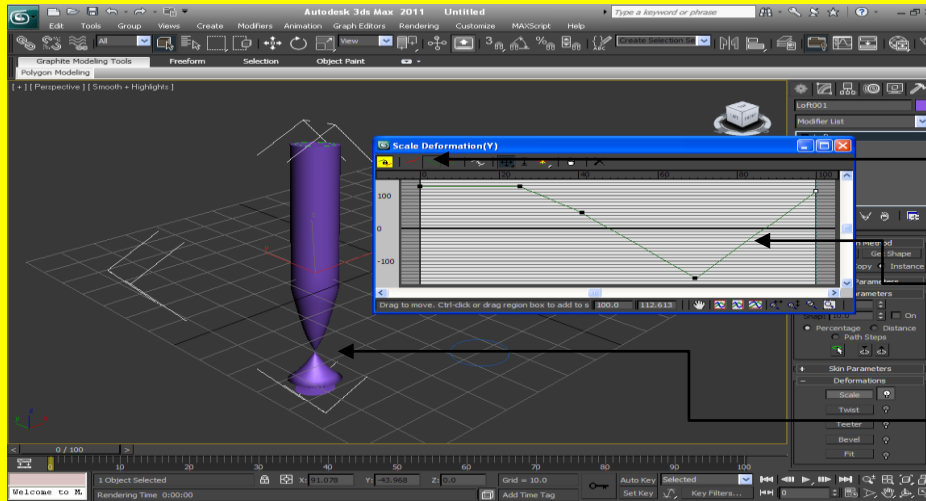 Autodesk 3ds Max 2011 Untitled
Type a keyword or phrase
Edit Tools Group Views Create Modifiers Animation Graph Editors Rendering Customize MAXScript Help
All
View
3
Create Selection Se
Graphite Modeling Tools Freeform Selection Object Paint
Polygon Modeling
[ + ] [ Perspective ] [ Smooth + Highlights ]
Loft001
Modifier List
Scale Deformation(Y)
0 20 40 60 80 100
100
0
-100
Drag to move. Ctrl-click or drag region box to add to s 100.0 112.613
Get Shape
Copy Instance
Snap: 10.0 On
Percentage Distance
Path Steps
+ Skin Parameters
- Deformations
Scale
Twist
Teeter
Bevel
Fit
< 0 / 100 >
0 10 20 30 40 50 60 70 80 90 100
1 Object Selected X: 91.078 Y: -43.968 Z: 0.0 Grid = 10.0 Auto Key Selected
Welcome to M. Rendering Time 0:00:00 Add Time Tag Set Key Key Filters... 0